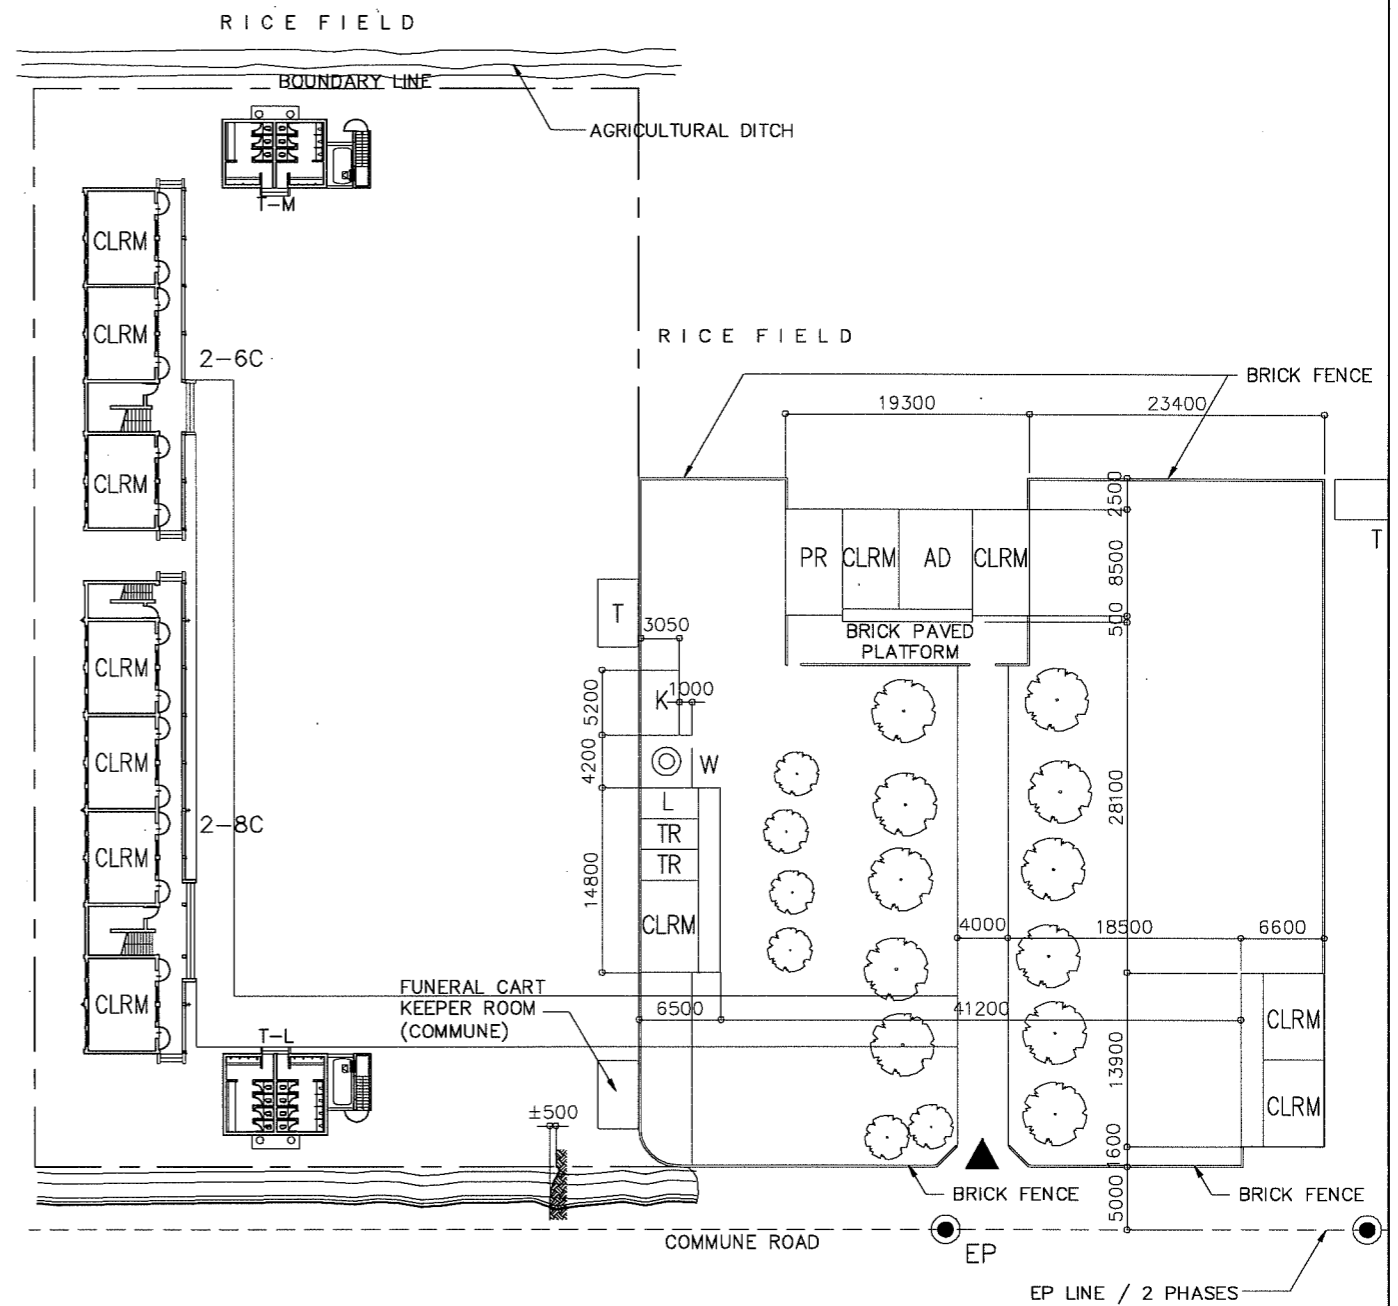 RICE FIELD
BOUNDARY LINE
AGRICULTURAL DITCH
T-M
CLRM
CLRM
2-6C
CLRM
RICE FIELD
BRICK FENCE
19300
23400
2500
PR
CLRM
AD
CLRM
8500
T
T
500
3050
BRICK PAVED
PLATFORM
CLRM
K
1000
5200
CLRM
4200
W
28100
L
2-8C
TR
CLRM
TR
14800
CLRM
4000
18500
6600
FUNERAL CART
KEEPER ROOM
(COMMUNE)
CLRM
6500
41200
CLRM
T-L
13900
CLRM
±500
1600
BRICK FENCE
BRICK FENCE
5000
COMMUNE ROAD
EP
EP LINE / 2 PHASES